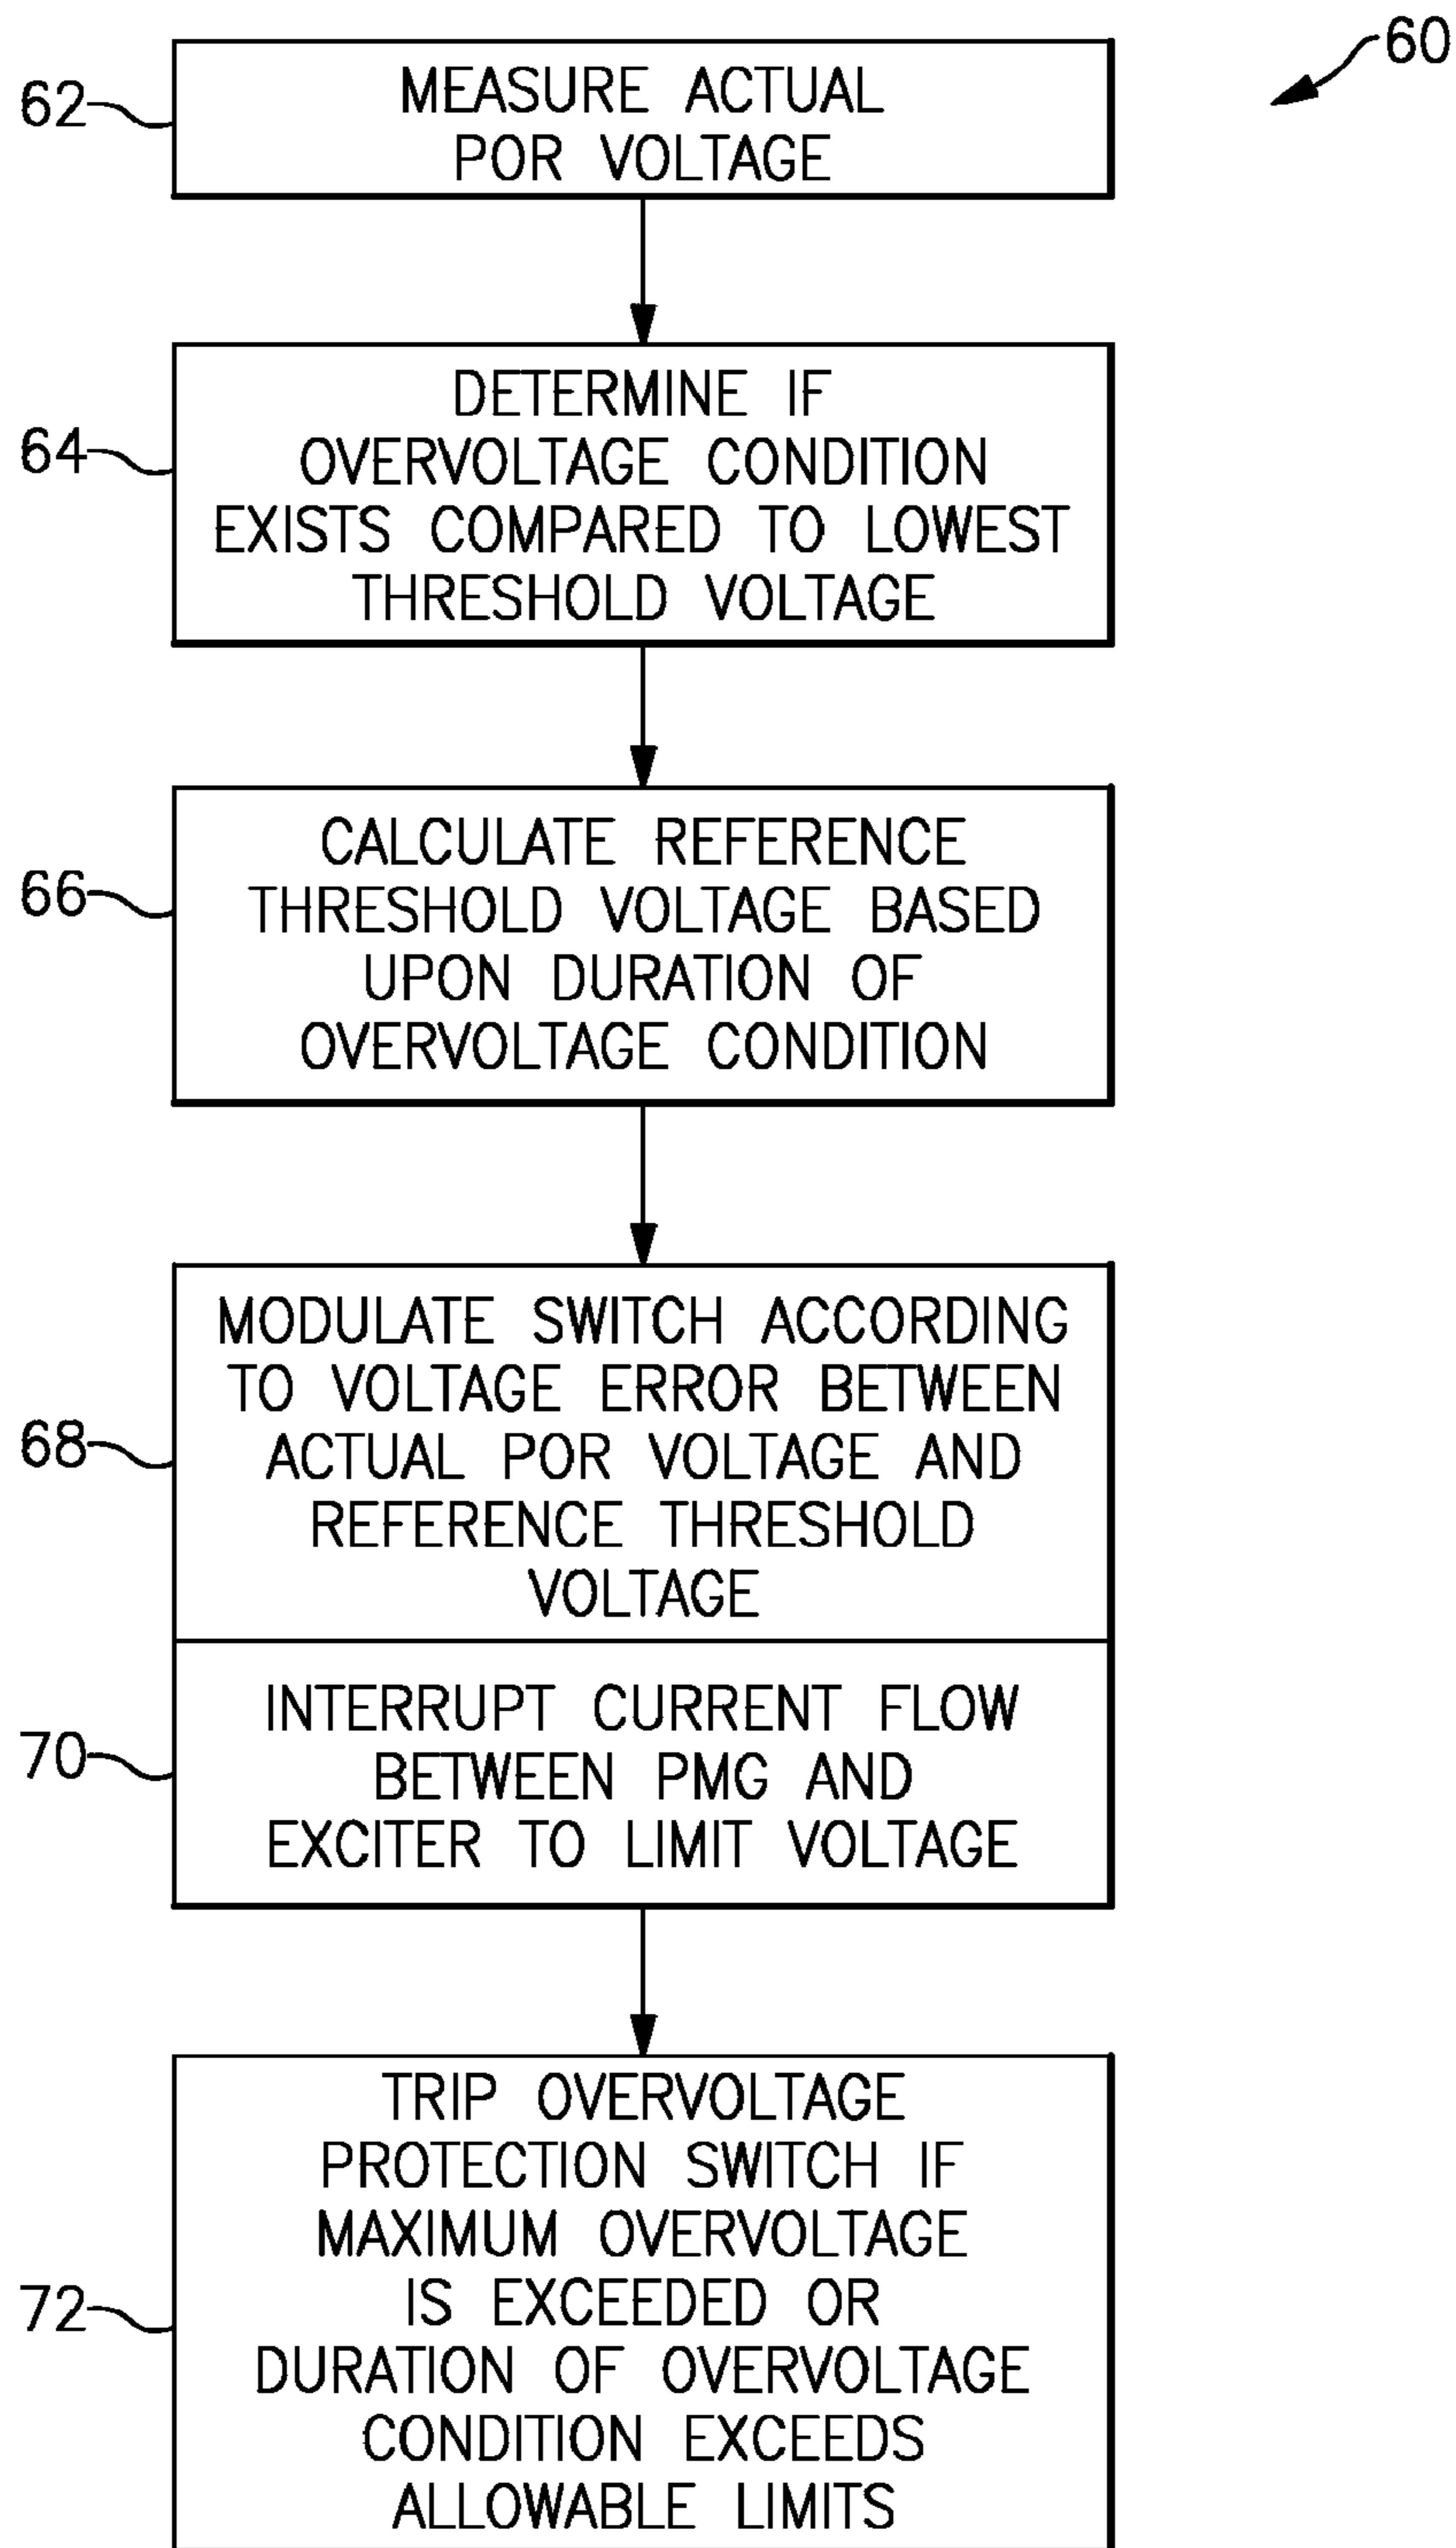 60
62
MEASURE ACTUAL
POR VOLTAGE
64
DETERMINE IF
OVERVOLTAGE CONDITION
EXISTS COMPARED TO LOWEST
THRESHOLD VOLTAGE
66
CALCULATE REFERENCE
THRESHOLD VOLTAGE BASED
UPON DURATION OF
OVERVOLTAGE CONDITION
68
MODULATE SWITCH ACCORDING
TO VOLTAGE ERROR BETWEEN
ACTUAL POR VOLTAGE AND
REFERENCE THRESHOLD
VOLTAGE
70
INTERRUPT CURRENT FLOW
BETWEEN PMG AND
EXCITER TO LIMIT VOLTAGE
72
TRIP OVERVOLTAGE
PROTECTION SWITCH IF
MAXIMUM OVERVOLTAGE
IS EXCEEDED OR
DURATION OF OVERVOLTAGE
CONDITION EXCEEDS
ALLOWABLE LIMITS